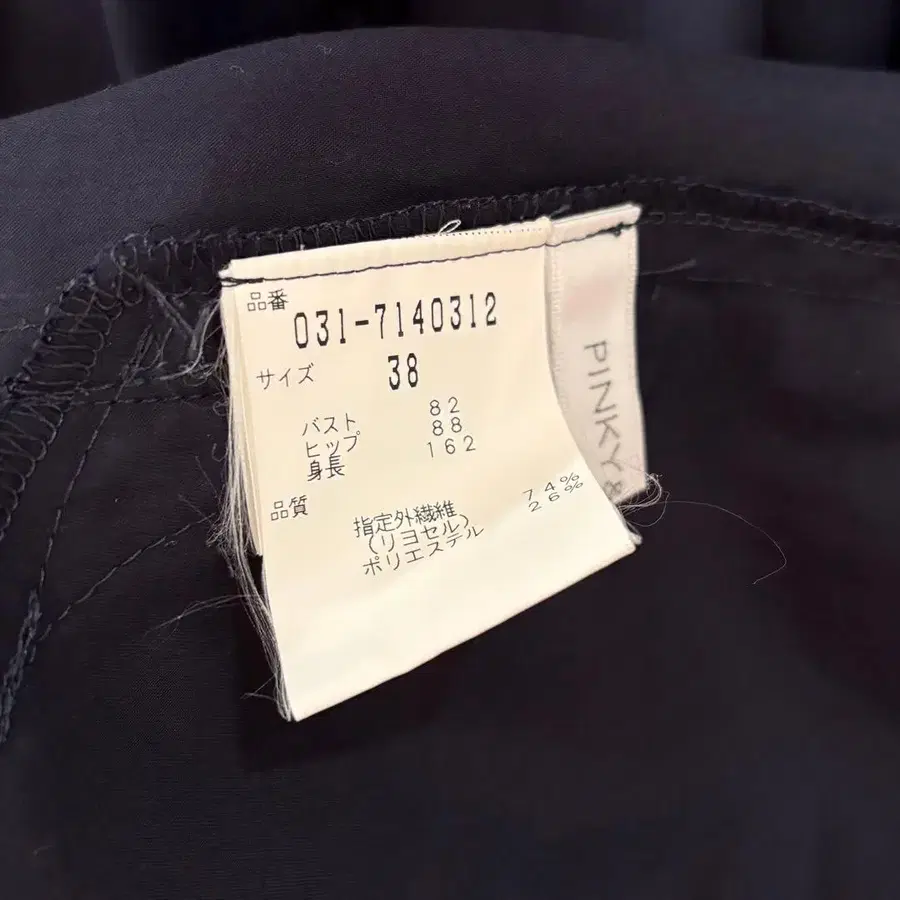 品番
031-7140312
サイズ 38
バスト 82
ヒップ 88
身長 162
品質
指定外繊維 74%
(リヨセル)
ポリエステル 26%
PINKY &